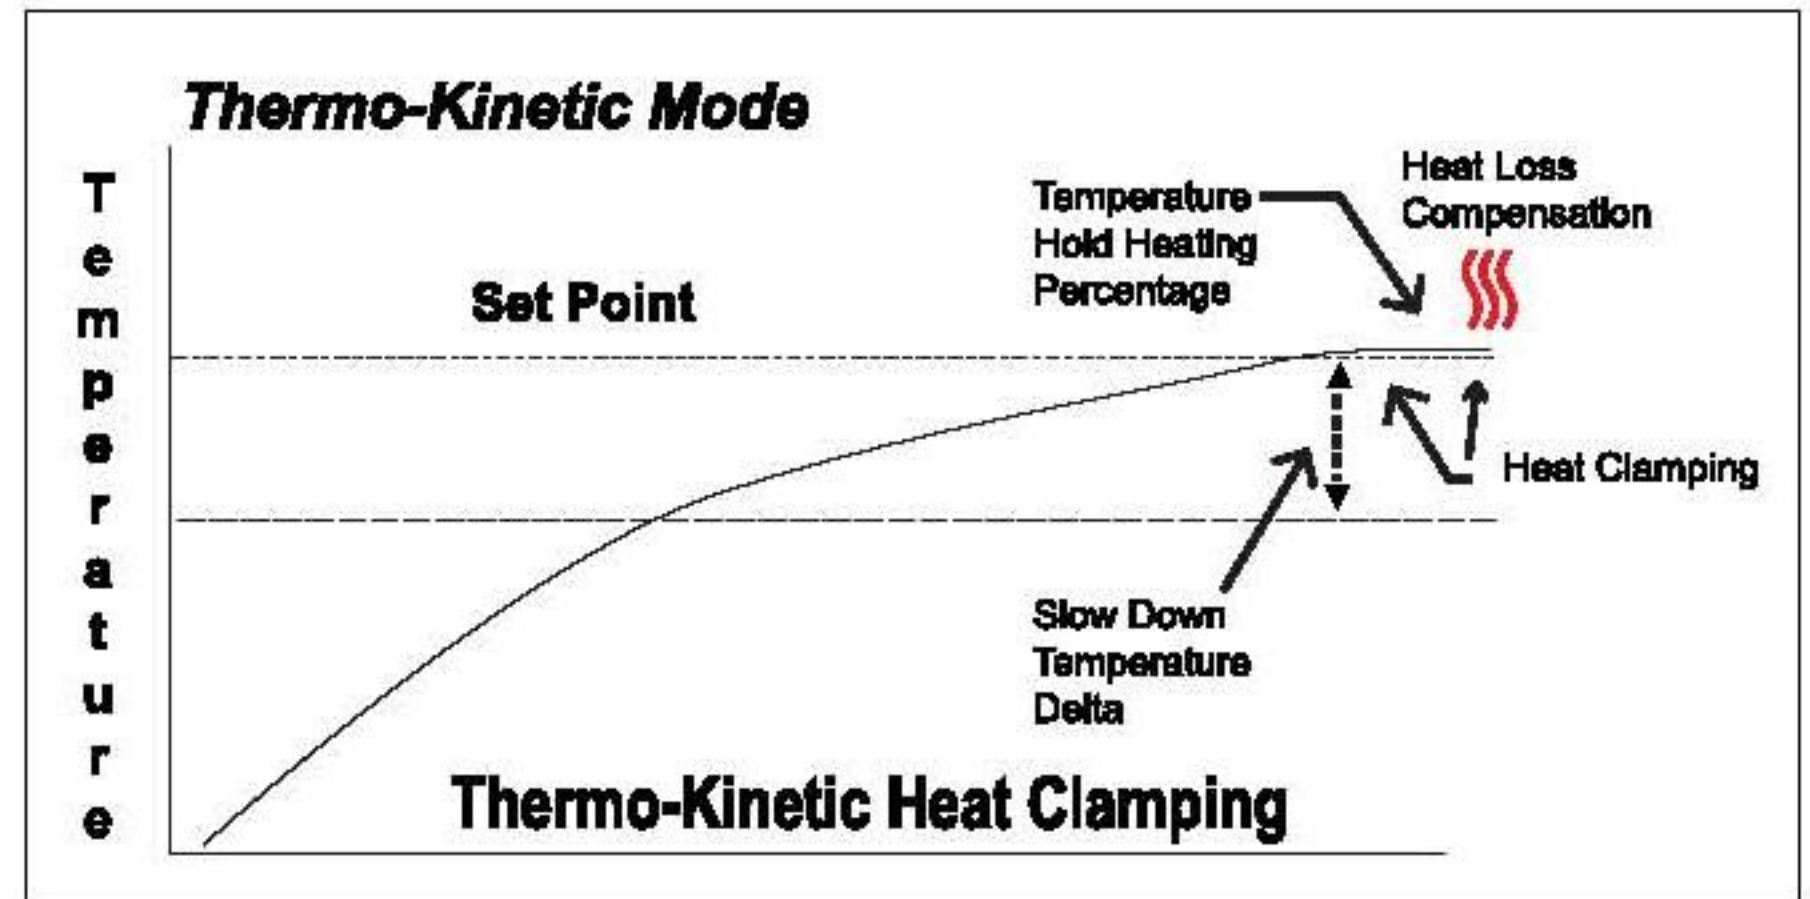 Thermo-Kinetic Mode
Temperature
Heat Loss
Compensation
Temperature
Hold Heating
Percentage
Set Point
Heat Clamping
Slow Down
Temperature
Delta
Thermo-Kinetic Heat Clamping